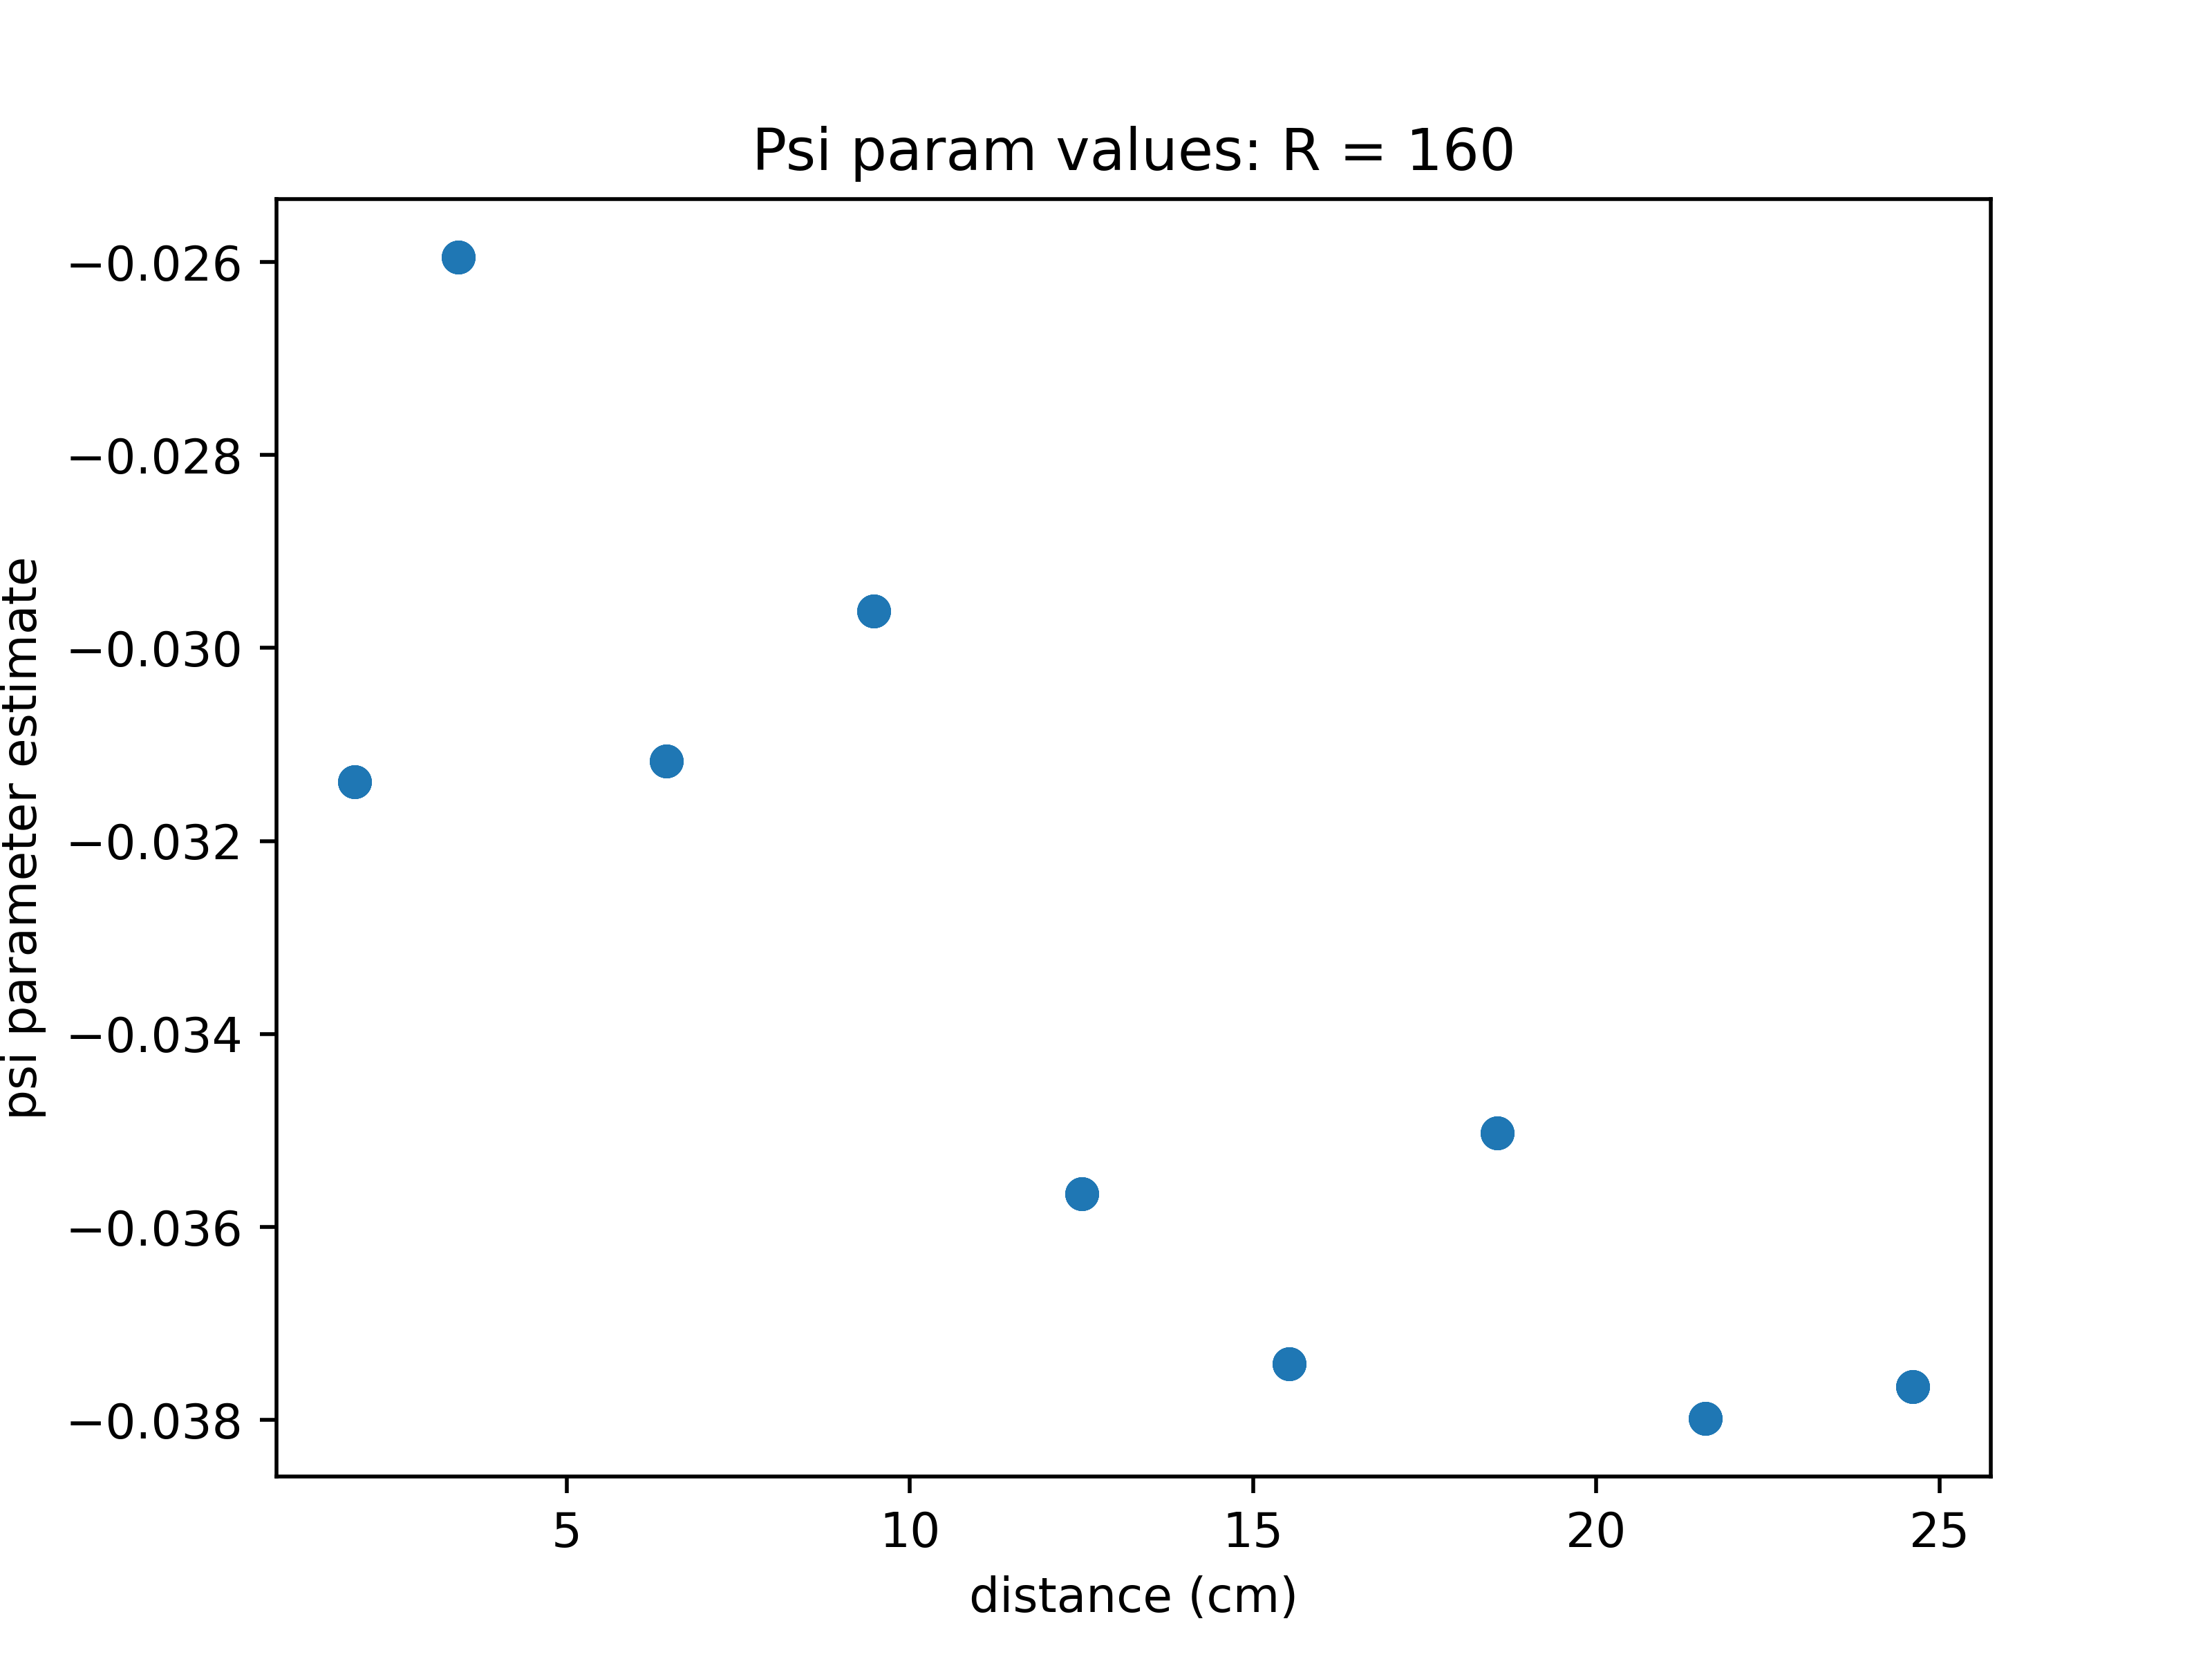 Psi param values: R = 160
−0.026
−0.028
−0.030
−0.032
−0.034
−0.036
−0.038
psi parameter estimate
5 10 15 20 25
distance (cm)